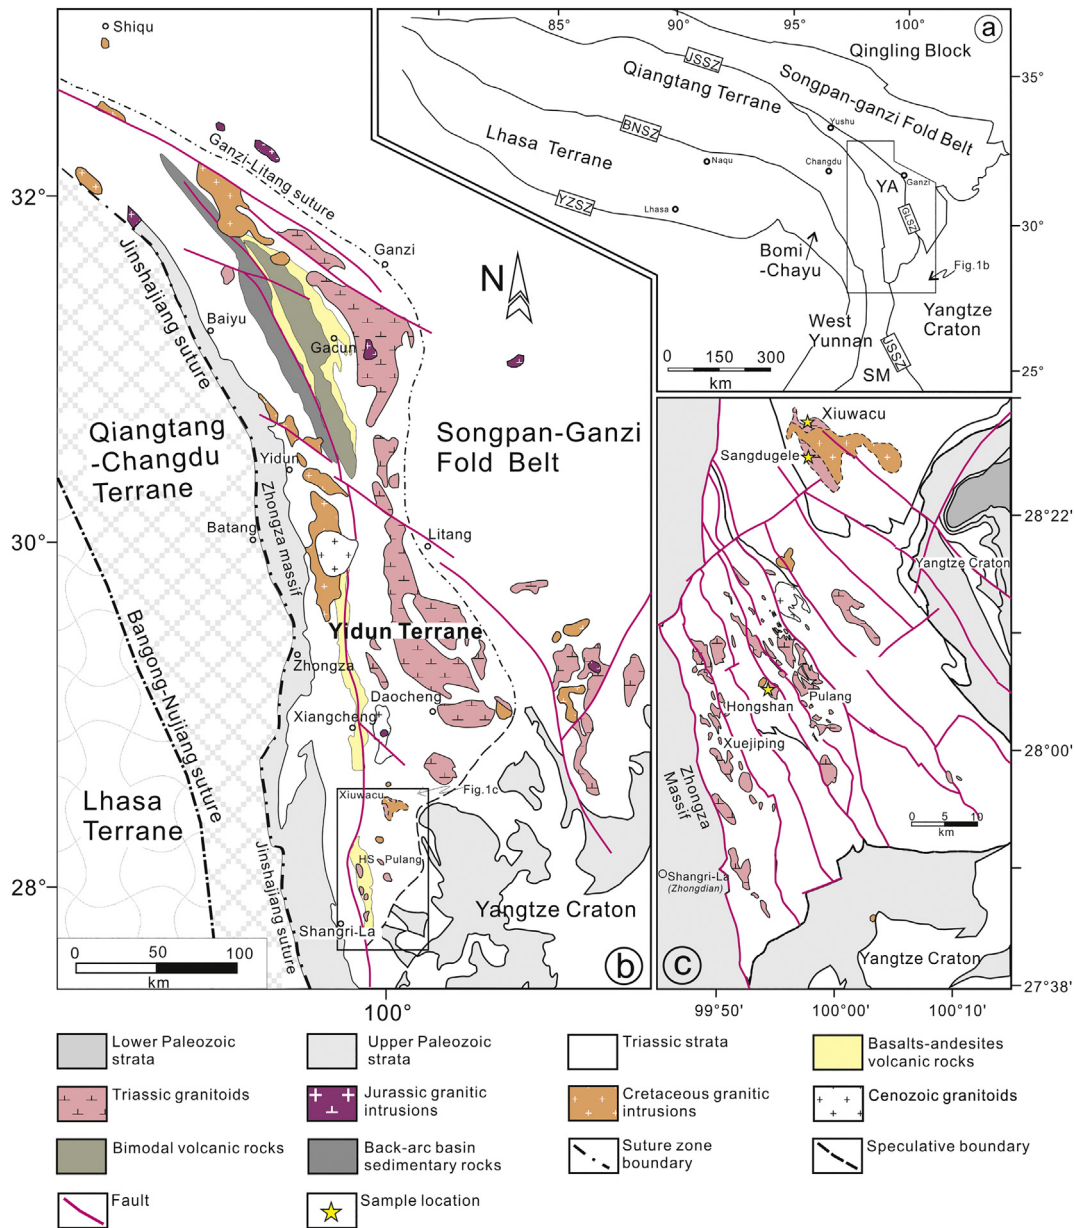 Shiqu
Ganzi-Litang suture
32°
Jinshajiang suture
Ganzi
N
Baiyu
Gacun
Qiangtang
-Changdu
Terrane
Songpan-Ganzi
Fold Belt
Yidun
Zhongza massif
Batang
30°
Litang
Bangong-Nujiang suture
Yidun Terrane
Zhongza
Daocheng
Xiangcheng
Lhasa
Terrane
Xiuwacu
Fig.1c
HS
Pulang
28°
Jinshajiang suture
Yangtze Craton
Shangri-La
0 50 100
km
b
100°
85° 90° 95° 100°
a
Qingling Block
JSSZ
35°
Qiangtang Terrane
Songpan-ganzi Fold Belt
Yushu
BNSZ
Lhasa Terrane
Naqu
Changdu
YA
Ganzi
YZSZ
Lhasa
GLSZ
30°
Bomi
-Chayu
Fig.1b
West
Yunnan
Yangtze
Craton
0 150 300
km
JSSZ
SM
25°
Xiuwacu
Sangdugele
28°22'
Yangtze Craton
Hongshan
Pulang
Xuejiping
28°00'
Zhongza
Massif
0 5 10
km
Shangri-La
(Zhongdian)
c
Yangtze Craton
27°38'
99°50' 100°00' 100°10'
Lower Paleozoic
strata
Upper Paleozoic
strata
Triassic strata
Basalts-andesites
volcanic rocks
Triassic granitoids
Jurassic granitic
intrusions
Cretaceous granitic
intrusions
Cenozoic granitoids
Bimodal volcanic rocks
Back-arc basin
sedimentary rocks
Suture zone
boundary
Speculative boundary
Fault
Sample location